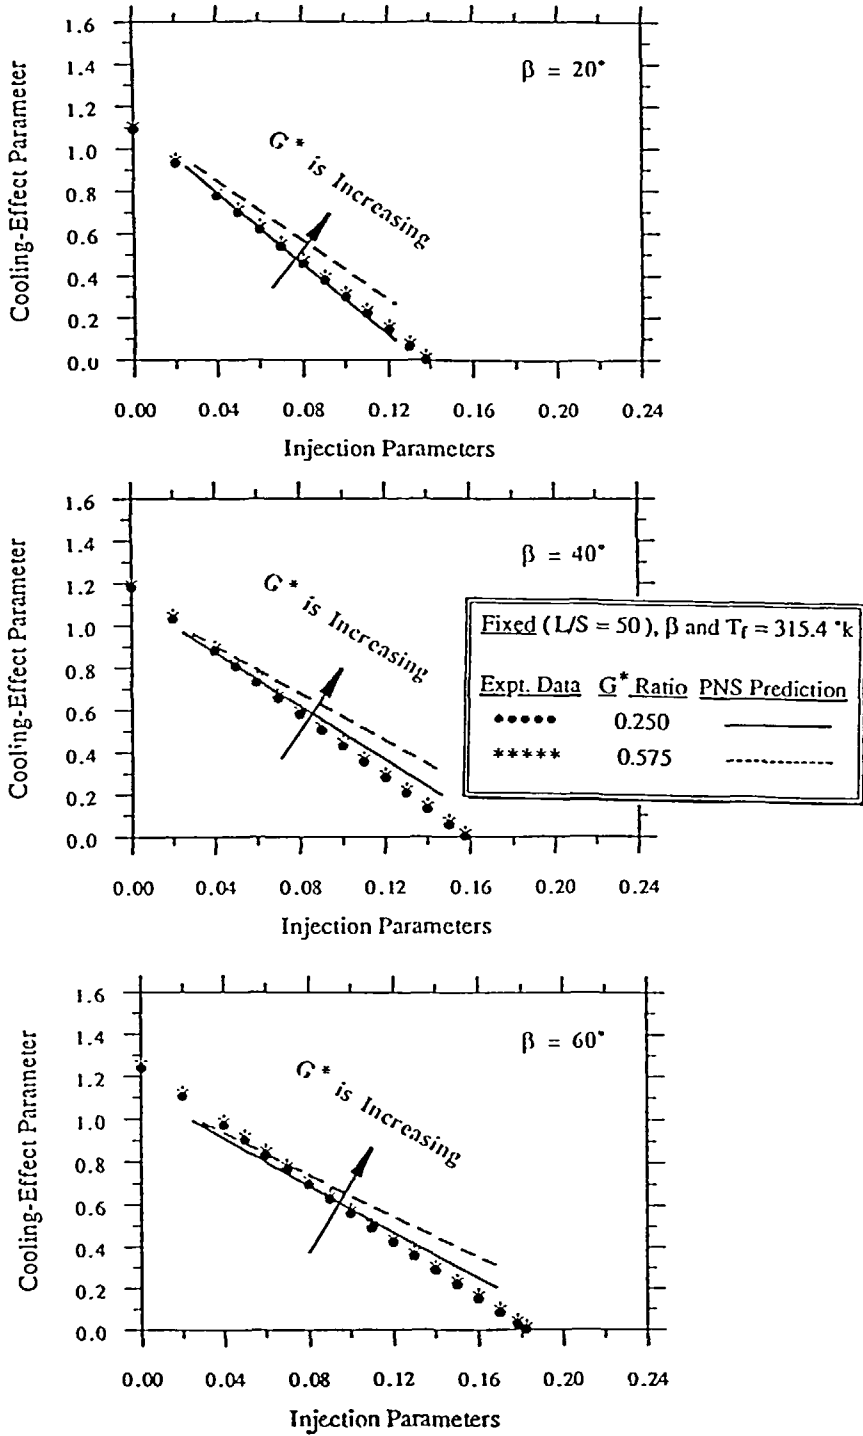 1.6
1.4
1.2
1.0
0.8
0.6
0.4
0.2
0.0
Cooling-Effect Parameter
β = 20°
G* is Increasing
0.00 0.04 0.08 0.12 0.16 0.20 0.24
Injection Parameters
1.6
1.4
1.2
1.0
0.8
0.6
0.4
0.2
0.0
Cooling-Effect Parameter
β = 40°
G* is Increasing
Fixed (L/S = 50), β and Tf = 315.4 °k
Expt. Data G* Ratio PNS Prediction
0.250
***** 0.575
0.00 0.04 0.08 0.12 0.16 0.20 0.24
Injection Parameters
1.6
1.4
1.2
1.0
0.8
0.6
0.4
0.2
0.0
Cooling-Effect Parameter
β = 60°
G* is Increasing
0.00 0.04 0.08 0.12 0.16 0.20 0.24
Injection Parameters